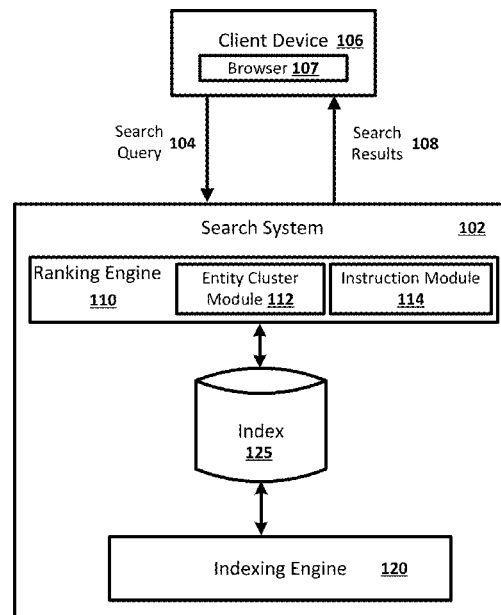 Client Device 106
Browser 107
Search
Query
104
Search
Results
108
Search System 102
Ranking Engine
110
Entity Cluster
Module 112
Instruction Module
114
Index
125
Indexing Engine 120